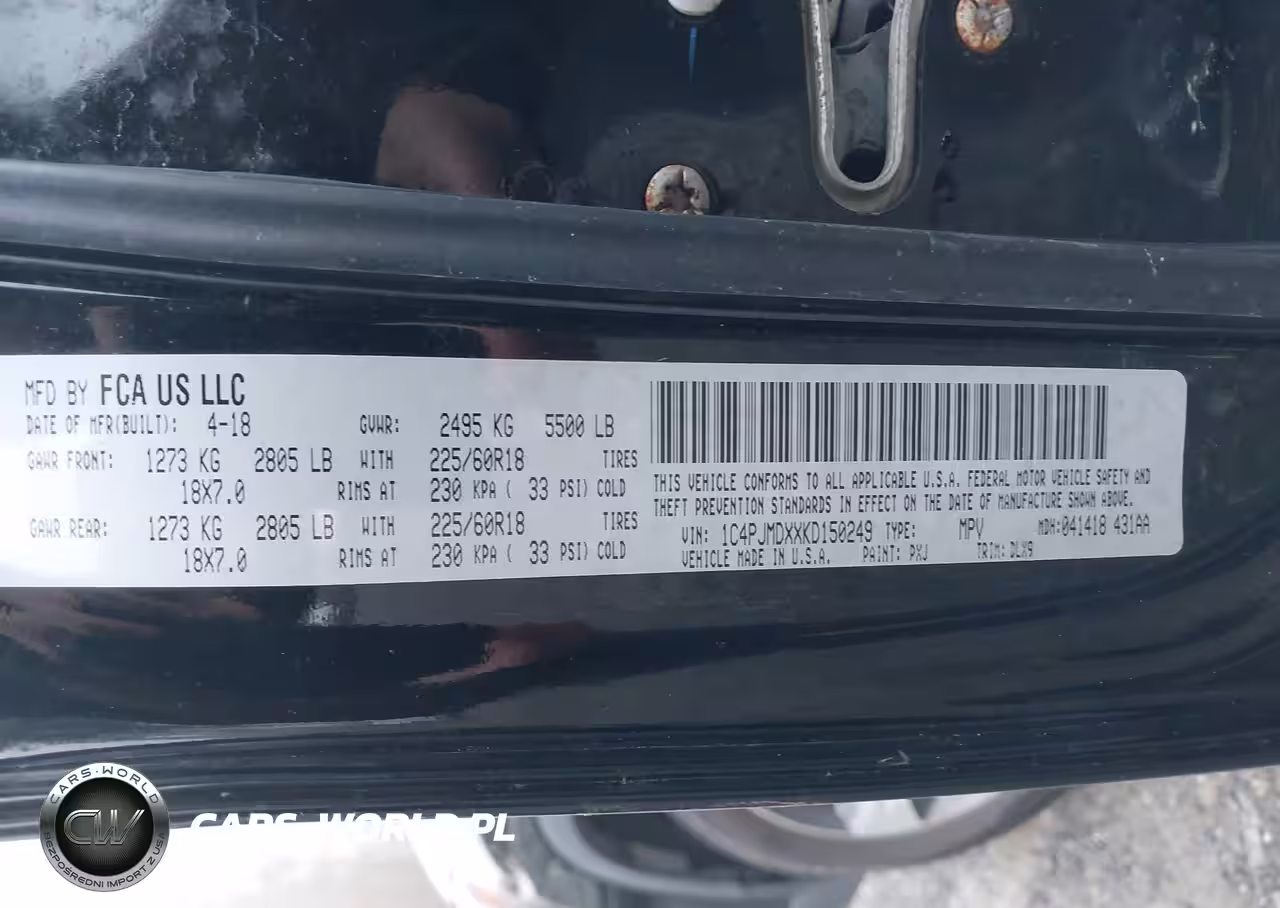 MFD BY FCA US LLC
DATE OF MFR(BUILT): 4-18 GVWR: 2495 KG 5500 LB
GAWR FRONT: 1273 KG 2805 LB WITH 225/60R18 TIRES
18X7.0 RIMS AT 230 KPA ( 33 PSI) COLD
GAWR REAR: 1273 KG 2805 LB WITH 225/60R18 TIRES
18X7.0 RIMS AT 230 KPA ( 33 PSI) COLD
THIS VEHICLE CONFORMS TO ALL APPLICABLE U.S.A. FEDERAL MOTOR VEHICLE SAFETY AND
THEFT PREVENTION STANDARDS IN EFFECT ON THE DATE OF MANUFACTURE SHOWN ABOVE.
VIN: 1C4PJMDXXKD150249 TYPE: MPV MDH:041418 431AA
VEHICLE MADE IN U.S.A. PAINT: PXJ TRIM: DLX9
CARS-WORLD
CW
BEZPOŚREDNI IMPORT Z USA
CARS-WORLD.PL